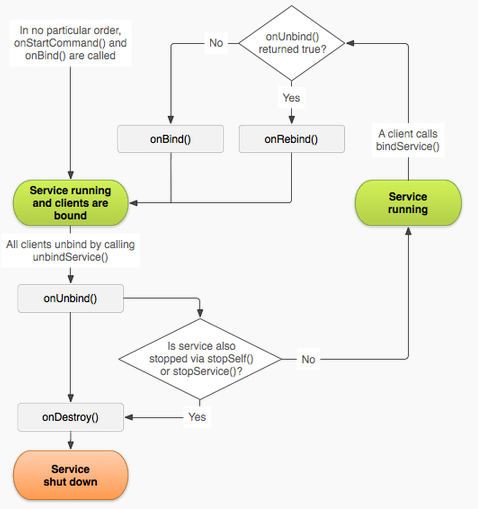 In no particular order,
onStartCommand() and
onBind() are called
onUnbind()
returned true?
No
Yes
onBind()
onRebind()
A client calls
bindService()
Service running
and clients are
bound
Service
running
All clients unbind by calling
unbindService()
onUnbind()
Is service also
stopped via stopSelf()
or stopService()?
No
Yes
onDestroy()
Service
shut down